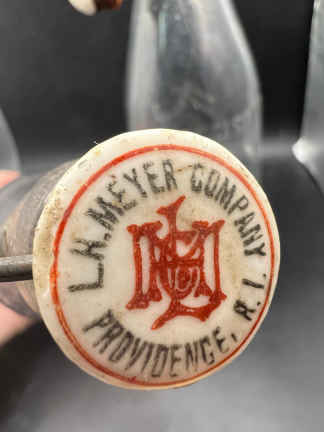 L.H. MEYER COMPANY
PROVIDENCE, R.I.